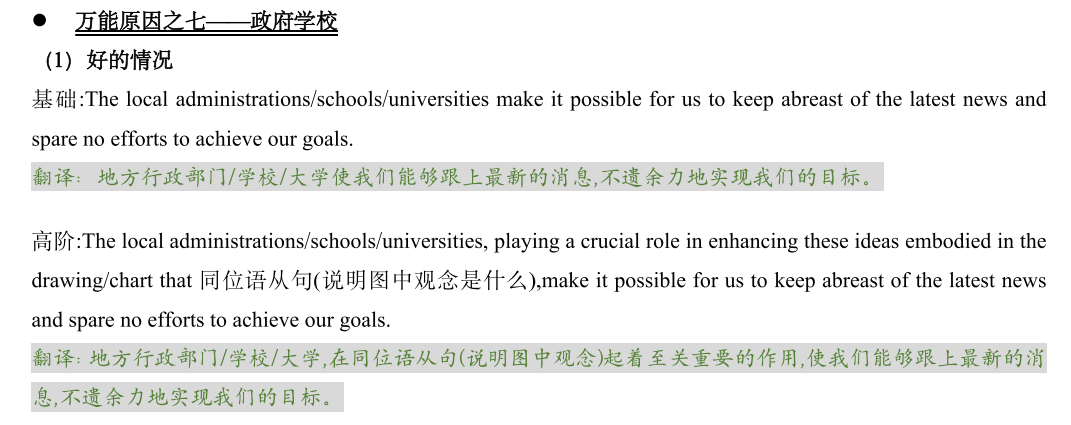 ● 万能原因之七——政府学校
（1）好的情况
基础:The local administrations/schools/universities make it possible for us to keep abreast of the latest news and
spare no efforts to achieve our goals.
翻译： 地方行政部门/学校/大学使我们能够跟上最新的消息,不遗余力地实现我们的目标。
高阶:The local administrations/schools/universities, playing a crucial role in enhancing these ideas embodied in the
drawing/chart that 同位语从句(说明图中观念是什么),make it possible for us to keep abreast of the latest news
and spare no efforts to achieve our goals.
翻译: 地方行政部门/学校/大学,在同位语从句(说明图中观念)起着至关重要的作用,使我们能够跟上最新的消
息,不遗余力地实现我们的目标。